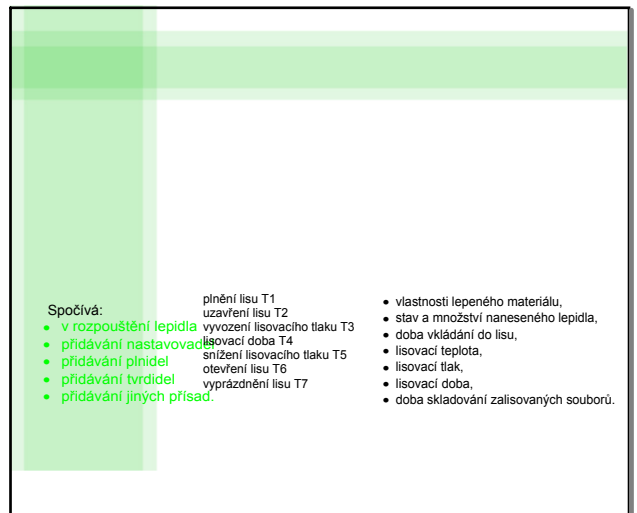 Spočívá:
v rozpouštění lepidla
přidávání nastavovadel
přidávání plnidel
přidávání tvrdidel
přidávání jiných přísad.
plnění lisu T1
uzavření lisu T2
vyvození lisovacího tlaku T3
lisovací doba T4
snížení lisovacího tlaku T5
otevření lisu T6
vyprázdnění lisu T7
vlastnosti lepeného materiálu,
stav a množství naneseného lepidla,
doba vkládání do lisu,
lisovací teplota,
lisovací tlak,
lisovací doba,
doba skladování zalisovaných souborů.